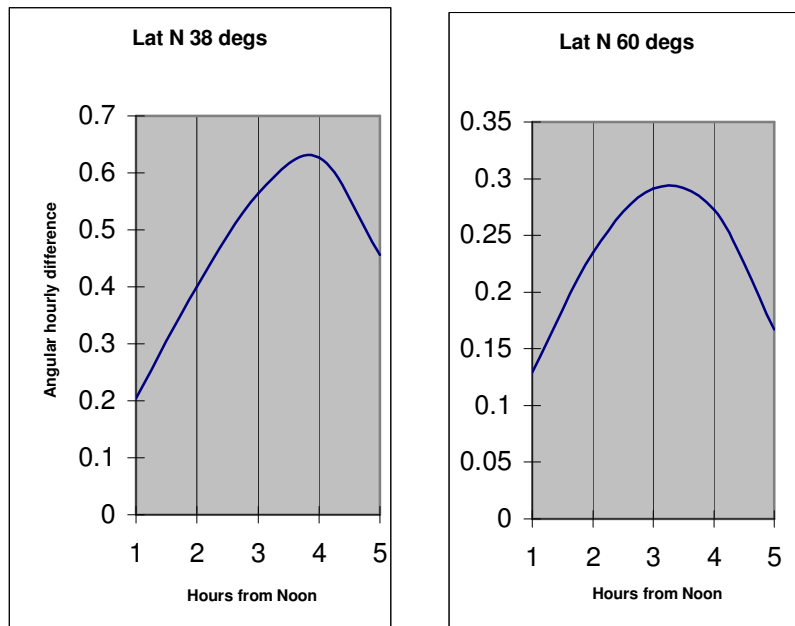 Lat N 38 degs
0.7
0.6
0.5
0.4
0.3
0.2
0.1
0
Angular hourly difference
1 2 3 4 5
Hours from Noon
Lat N 60 degs
0.35
0.3
0.25
0.2
0.15
0.1
0.05
0
1 2 3 4 5
Hours from Noon